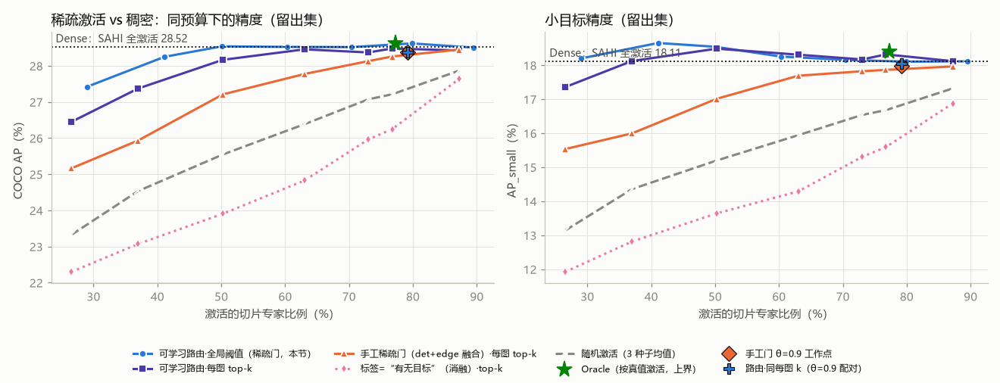 稀疏激活 vs 稠密：同预算下的精度（留出集）
Dense：SAHI 全激活 28.52
28
27
26
25
24
23
22
COCO AP（%）
30 40 50 60 70 80 90
激活的切片专家比例（%）
小目标精度（留出集）
Dense：SAHI 全激活 18.11
18
17
16
15
14
13
12
AP_small（%）
30 40 50 60 70 80 90
激活的切片专家比例（%）
可学习路由·全局阈值（稀疏门，本节）
可学习路由·每图 top-k
手工稀疏门（det+edge 融合）·每图 top-k
标签=“有无目标”（消融）·top-k
随机激活（3 种子均值）
Oracle（按真值激活，上界）
手工门 θ=0.9 工作点
路由·同每图 k（θ=0.9 配对）